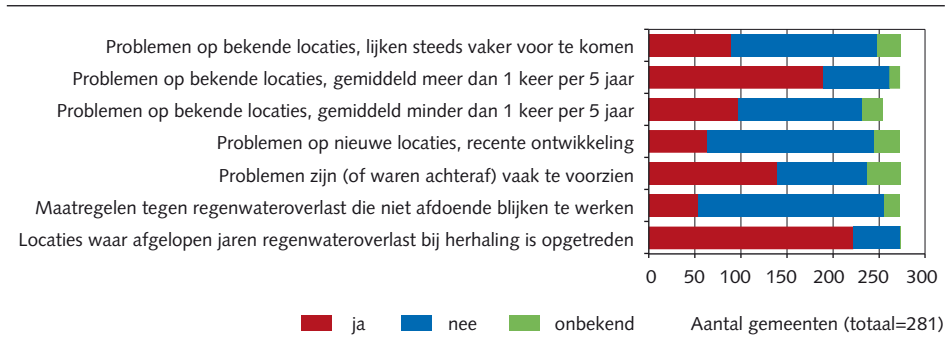 Problemen op bekende locaties, lijken steeds vaker voor te komen
Problemen op bekende locaties, gemiddeld meer dan 1 keer per 5 jaar
Problemen op bekende locaties, gemiddeld minder dan 1 keer per 5 jaar
Problemen op nieuwe locaties, recente ontwikkeling
Problemen zijn (of waren achteraf) vaak te voorzien
Maatregelen tegen regenwateroverlast die niet afdoende blijken te werken
Locaties waar afgelopen jaren regenwateroverlast bij herhaling is opgetreden
0 50 100 150 200 250 300
ja nee onbekend Aantal gemeenten (totaal=281)